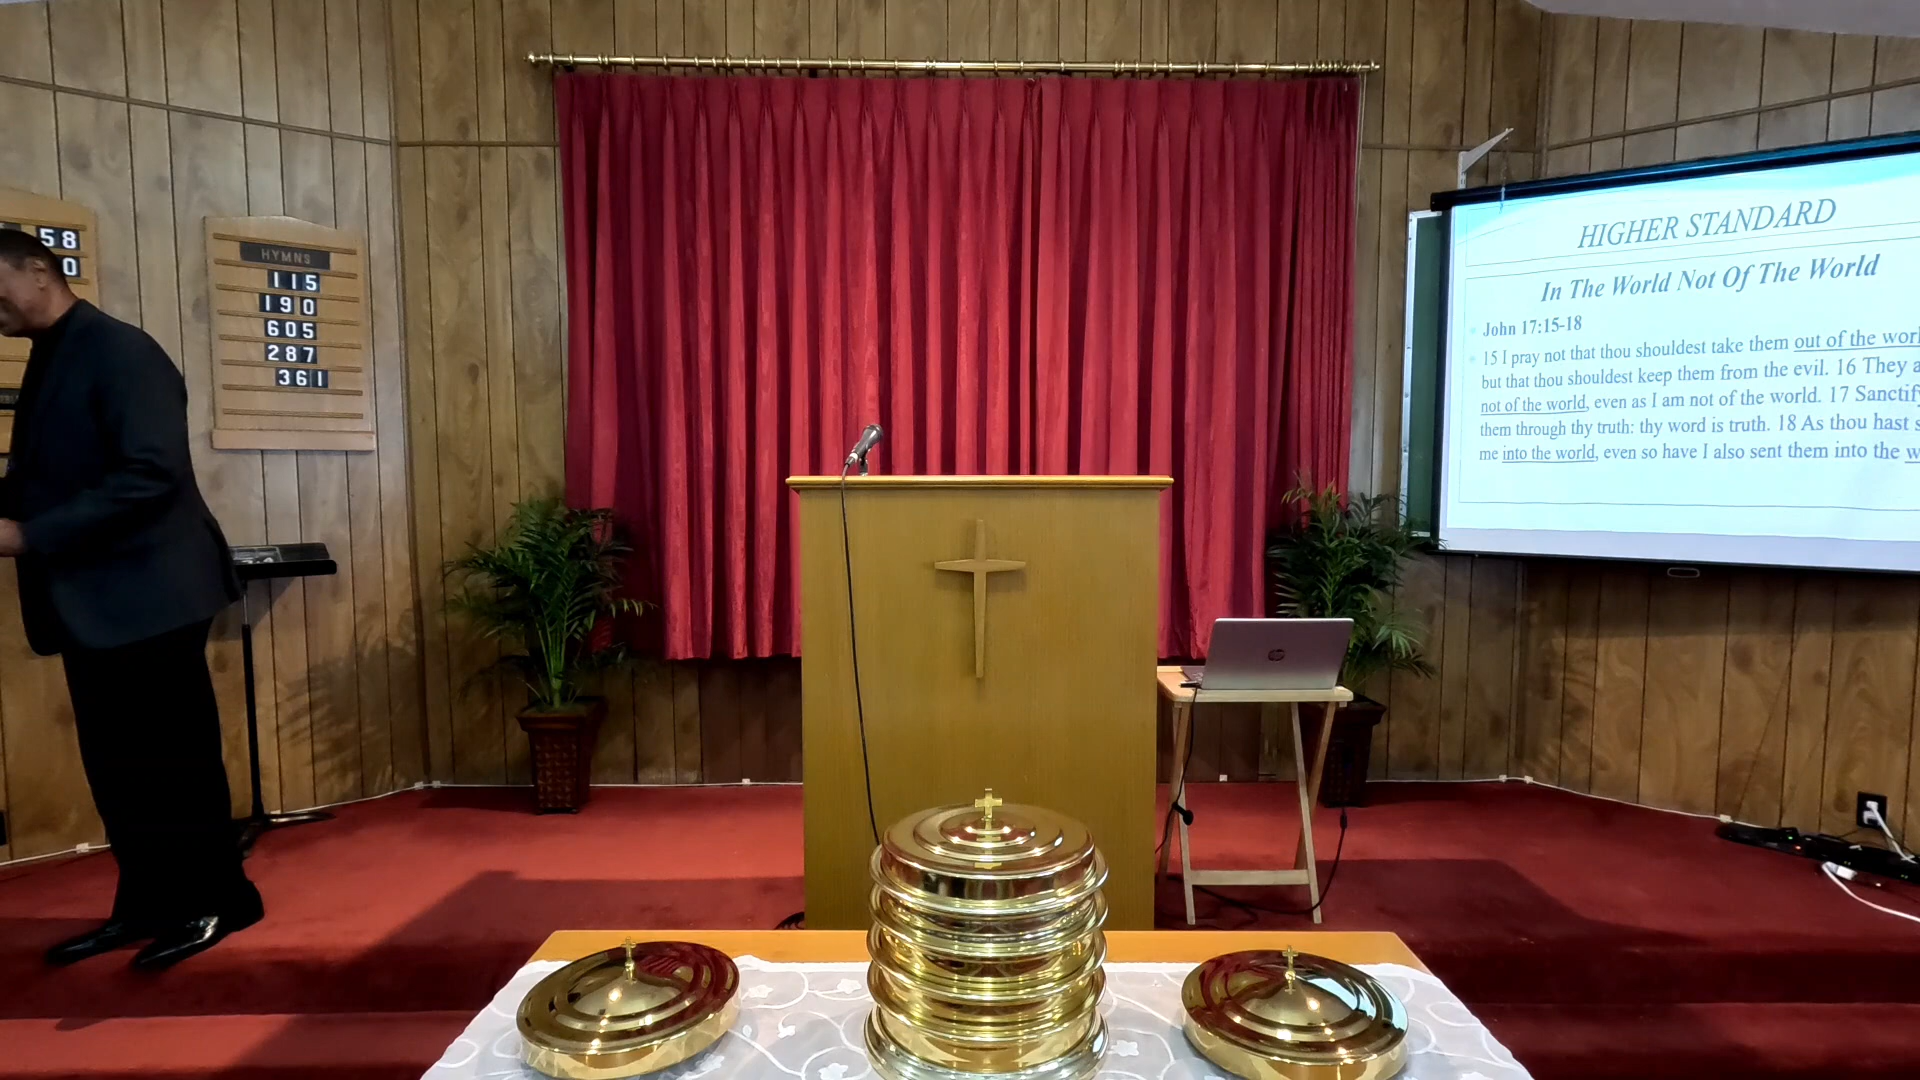 58
0
HYMNS
115
190
605
287
361
HIGHER STANDARD
In The World Not Of The World
John 17:15-18
15 I pray not that thou shouldest take them out of the
but that thou shouldest keep them from the evil. 16 They
not of the world, even as I am not of the world. 17 Sanctify
them through thy truth: thy word is truth. 18 As thou hast
me into the world, even so have I also sent them into the
hp